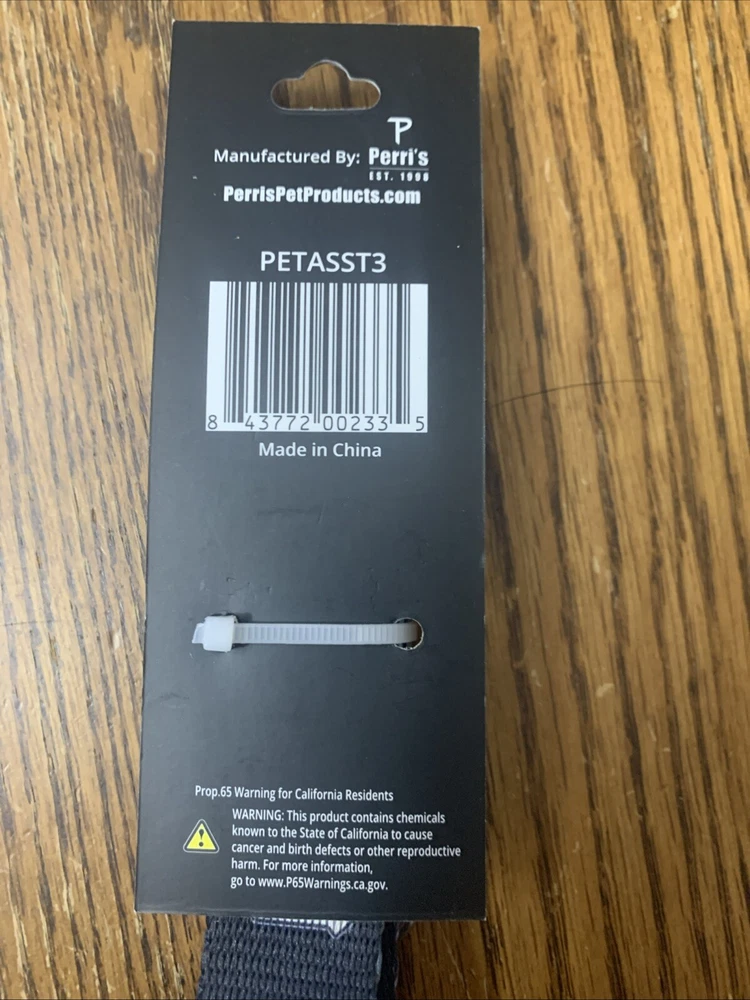 Manufactured By: Perri's
EST. 1996
PerrisPetProducts.com
PETASST3
8 43772 00233 5
Made in China
Prop.65 Warning for California Residents
WARNING: This product contains chemicals
known to the State of California to cause
cancer and birth defects or other reproductive
harm. For more information,
go to www.P65Warnings.ca.gov.